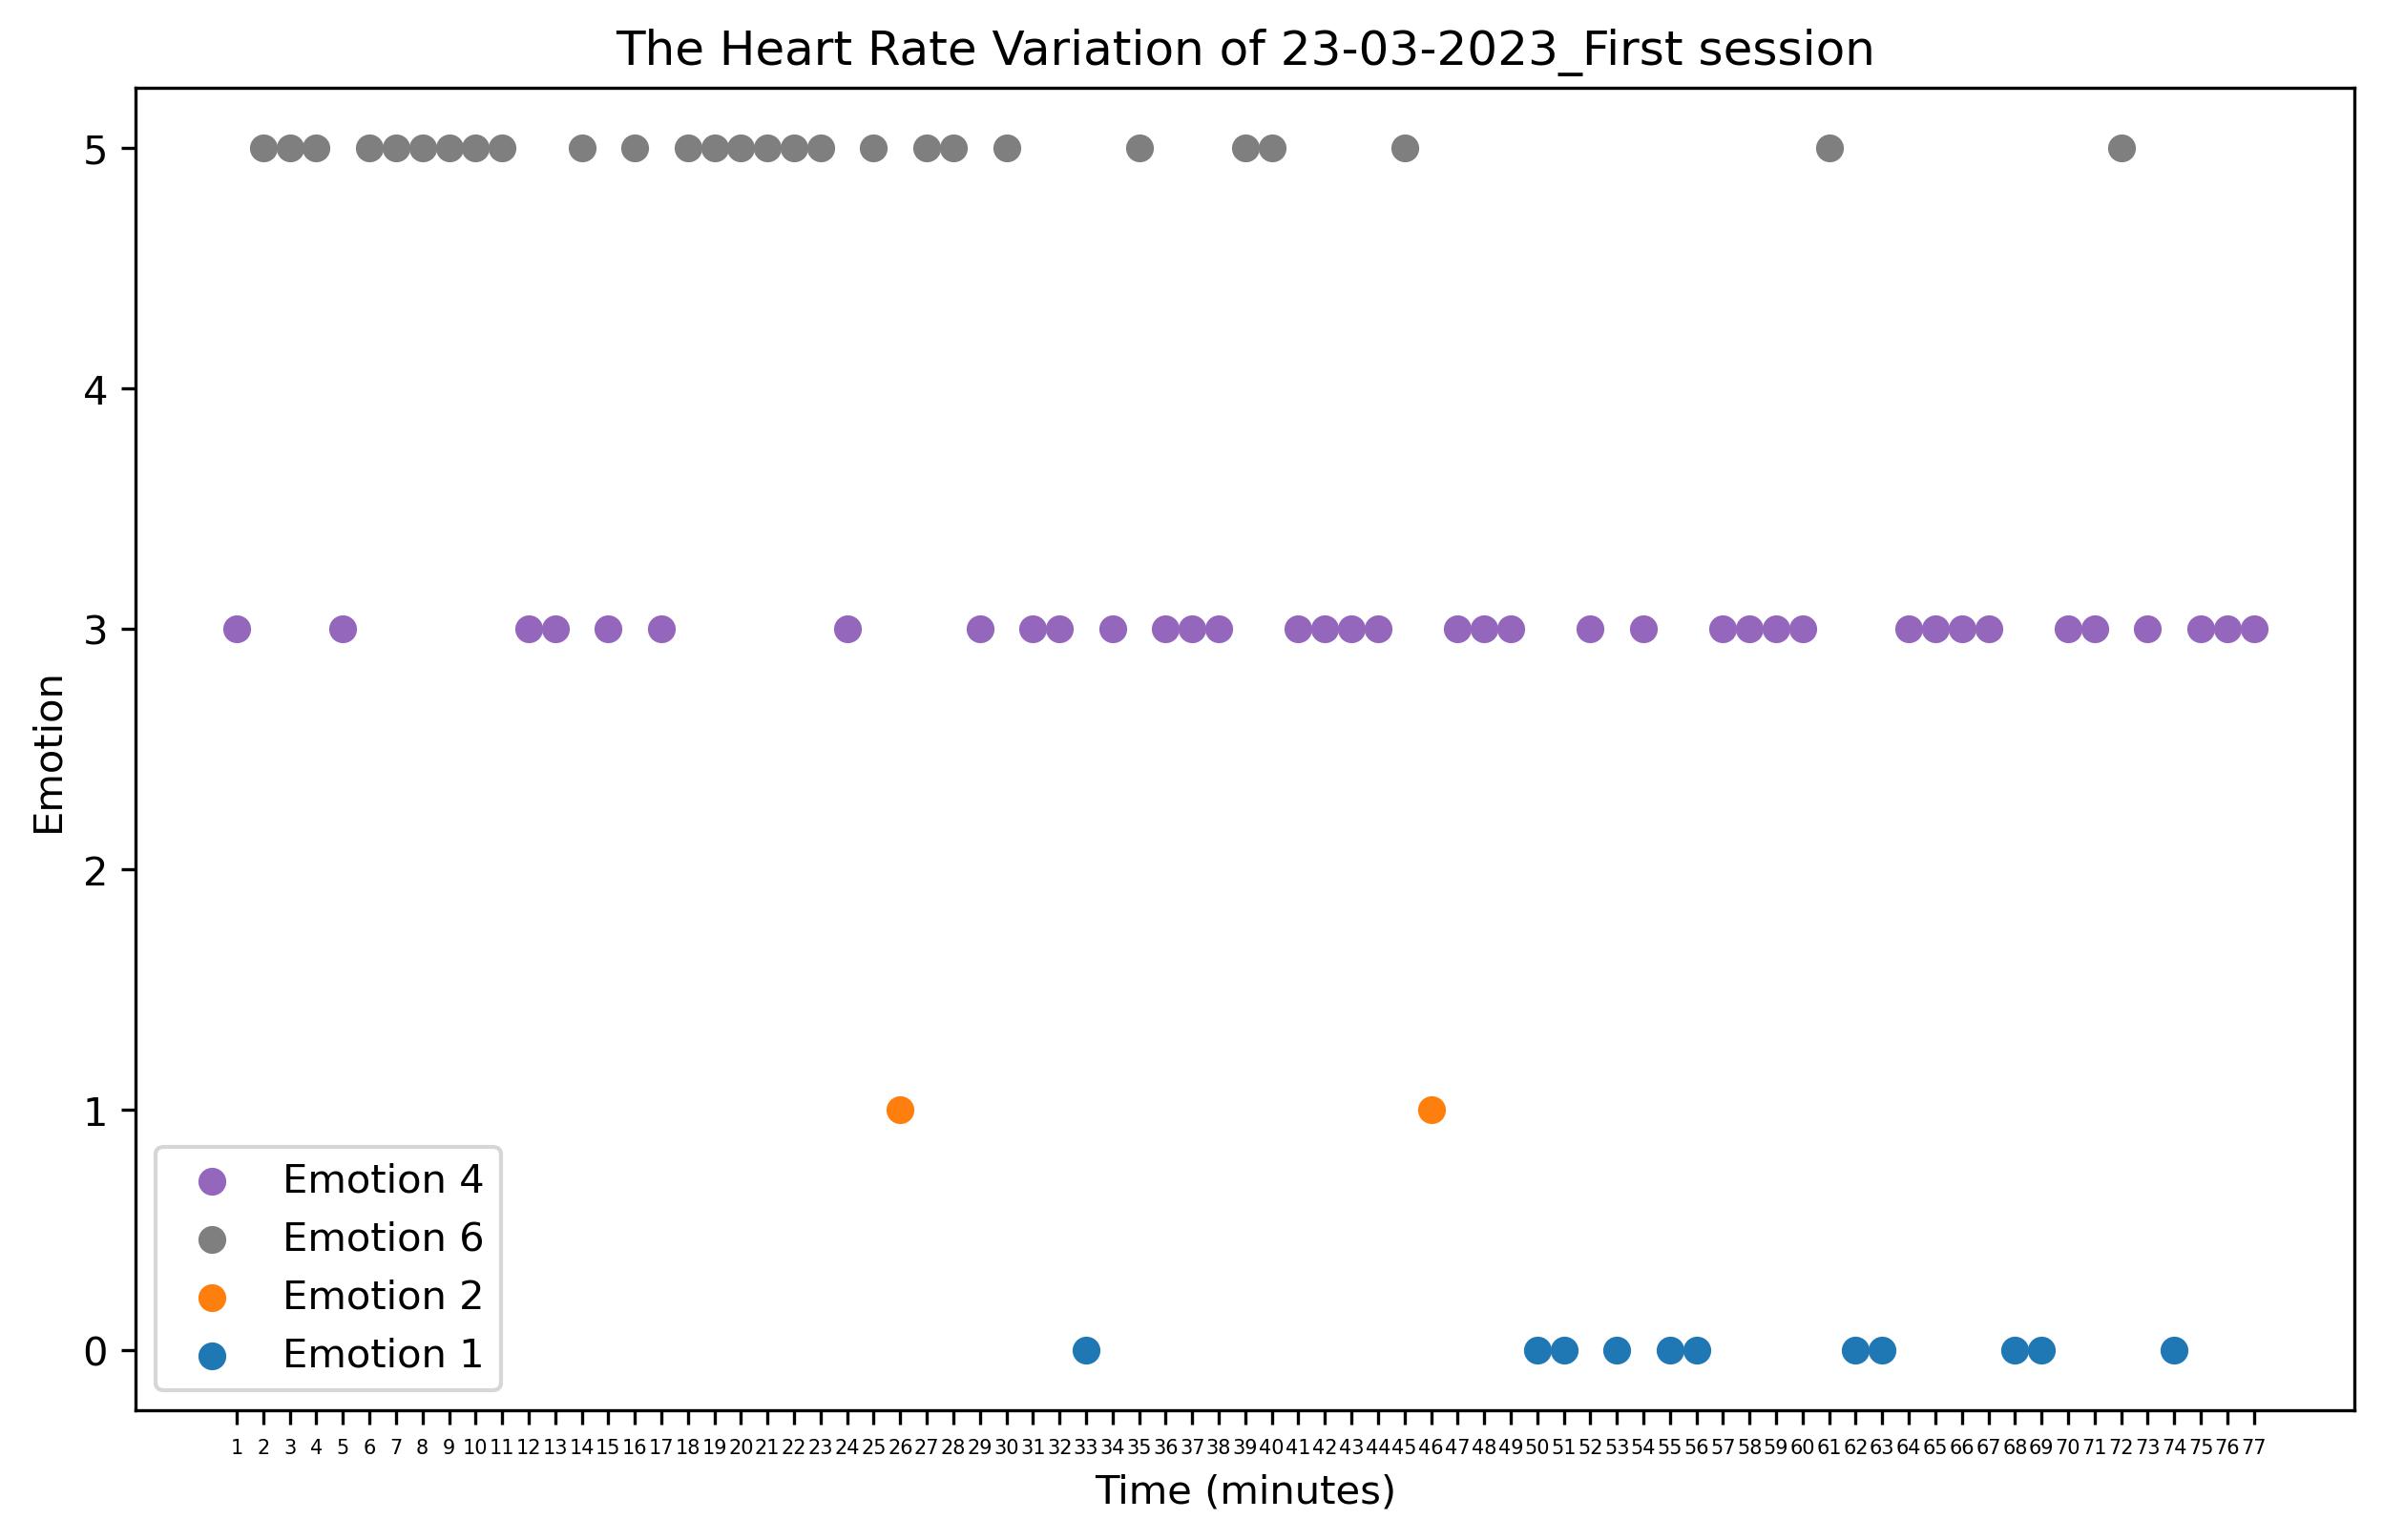 The Heart Rate Variation of 23-03-2023_First session
5
4
3
2
1
0
Emotion
Emotion 4
Emotion 6
Emotion 2
Emotion 1
1 2 3 4 5 6 7 8 9 10 11 12 13 14 15 16 17 18 19 20 21 22 23 24 25 26 27 28 29 30 31 32 33 34 35 36 37 38 39 40 41 42 43 44 45 46 47 48 49 50 51 52 53 54 55 56 57 58 59 60 61 62 63 64 65 66 67 68 69 70 71 72 73 74 75 76 77
Time (minutes)